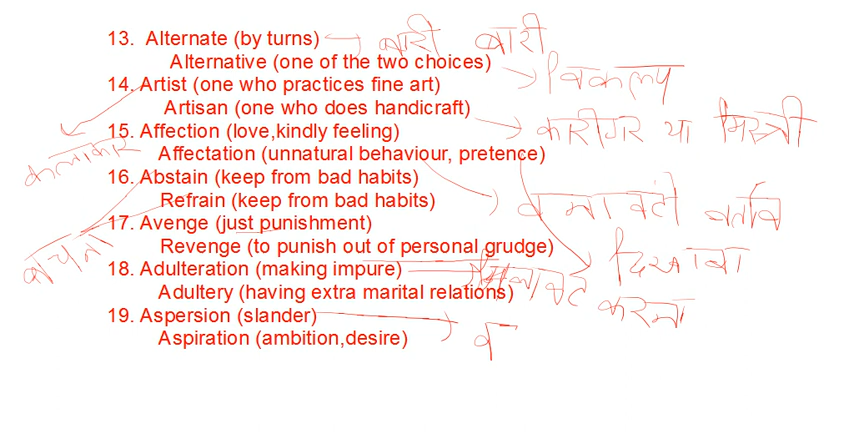 13. Alternate (by turns) बारी बारी
Alternative (one of the two choices) विकल्प
14. Artist (one who practices fine art)
Artisan (one who does handicraft)
15. Affection (love,kindly feeling) कारीगर या मिस्त्री
Affectation (unnatural behaviour, pretence)
कलाकार
16. Abstain (keep from bad habits)
Refrain (keep from bad habits) बनावटी बर्ताव
17. Avenge (just punishment)
Revenge (to punish out of personal grudge) दिखावा
बचना
18. Adulteration (making impure) मिलावट करना
Adultery (having extra marital relations)
19. Aspersion (slander)
Aspiration (ambition,desire)